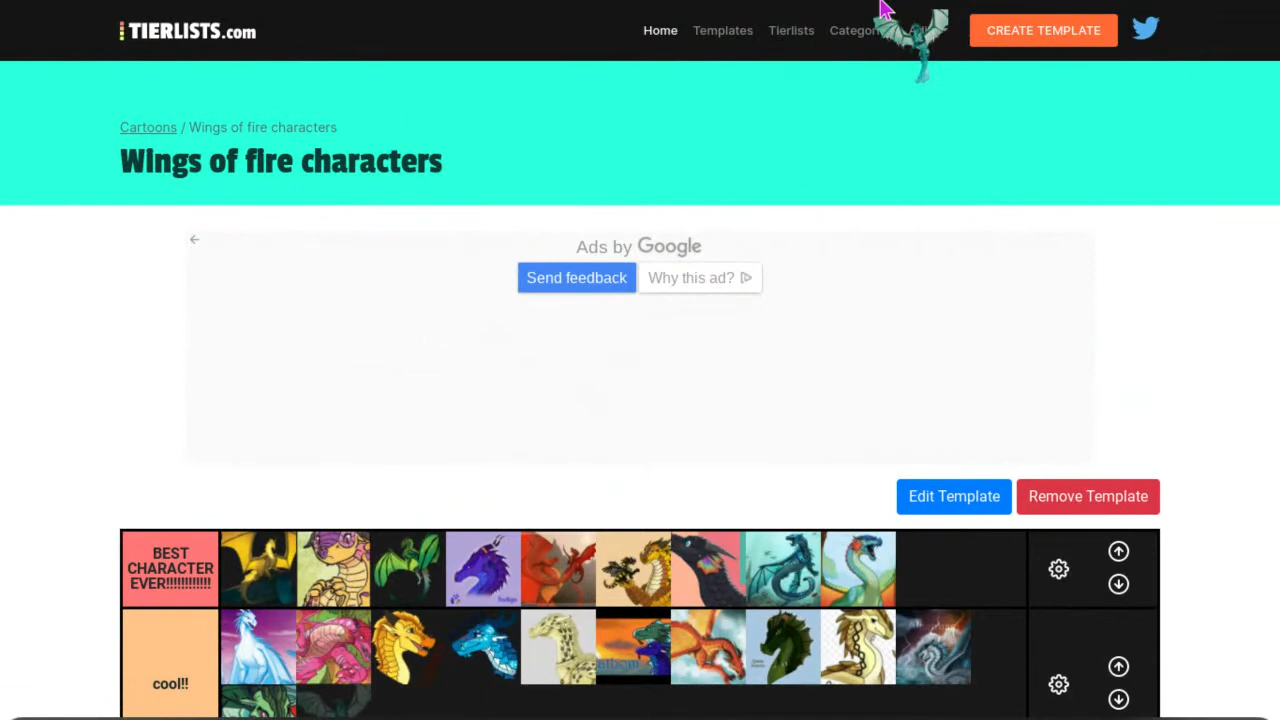 TIERLISTS.com
Home Templates Tierlists Categor CREATE TEMPLATE
Cartoons / Wings of fire characters
Wings of fire characters
Ads by Google
Send feedback Why this ad?
Edit Template Remove Template
BEST
CHARACTER
EVER!!!!!!!!!!!!
cool!!